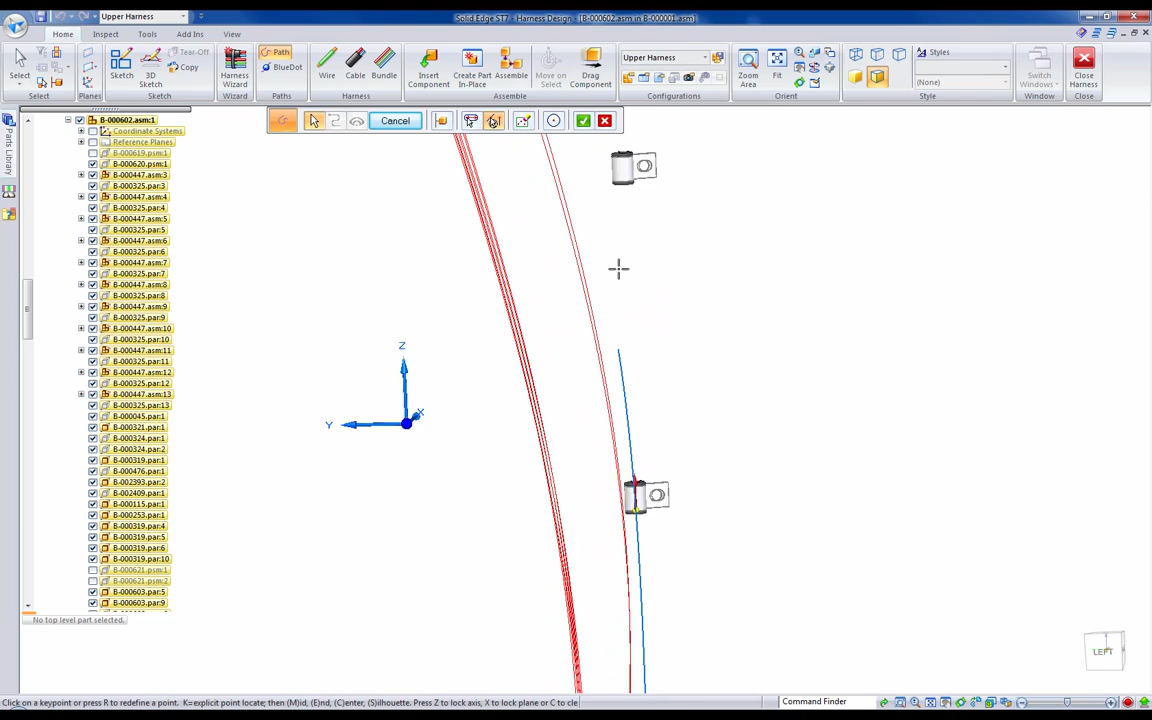 Upper Harness
Solid Edge ST7 - Harness Design - [B-000602.asm in B-000001.asm]
Home Inspect Tools Add Ins View
Select
Tear-Off
Copy
Sketch
3D Sketch
Harness Wizard
Path
BlueDot
Wire
Cable
Bundle
Insert Component
Create Part In-Place
Assemble
Move on Select
Drag Component
Upper Harness
Zoom Area
Fit
Styles
(None)
Switch Windows
Close Harness
Select Planes Sketch Paths Harness Assemble Configurations Orient Style Window Close
Cancel
Parts Library
B-000602.asm:1
Coordinate Systems
Reference Planes
B-000619.psm:1
B-000620.psm:1
B-000447.asm:3
B-000325.par:3
B-000447.asm:4
B-000325.par:4
B-000447.asm:5
B-000325.par:5
B-000447.asm:6
B-000325.par:6
B-000447.asm:7
B-000325.par:7
B-000447.asm:8
B-000325.par:8
B-000447.asm:9
B-000325.par:9
B-000447.asm:10
B-000325.par:10
B-000447.asm:11
B-000325.par:11
B-000447.asm:12
B-000325.par:12
B-000447.asm:13
B-000325.par:13
B-000045.par:1
B-000321.par:1
B-000324.par:1
B-000324.par:2
B-000319.par:1
B-000476.par:1
B-002393.par:2
B-002409.par:1
B-000115.par:1
B-000253.par:1
B-000319.par:4
B-000319.par:5
B-000319.par:6
B-000319.par:10
B-000621.psm:1
B-000621.psm:2
B-000603.par:5
B-000603.par:9
No top level part selected.
Z
Y
X
LEFT
Click on a keypoint or press R to redefine a point. K=explicit point locate; then (M)id, (E)nd, (C)enter, (S)ilhouette. Press Z to lock axis, X to lock plane or C to cle
Command Finder